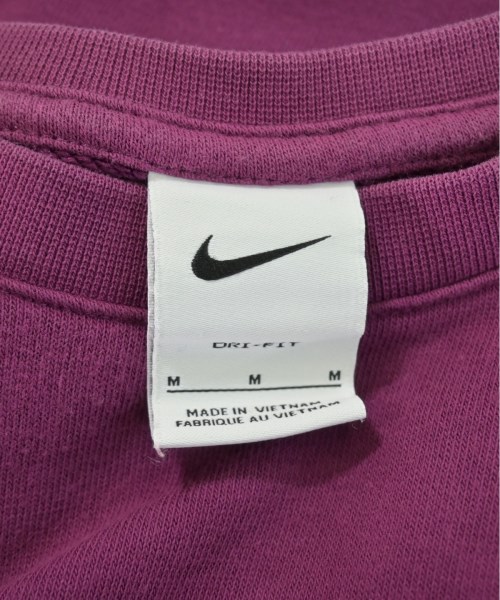 DRI-FIT
M M M
MADE IN VIETNAM
FABRIQUE AU VIETNAM